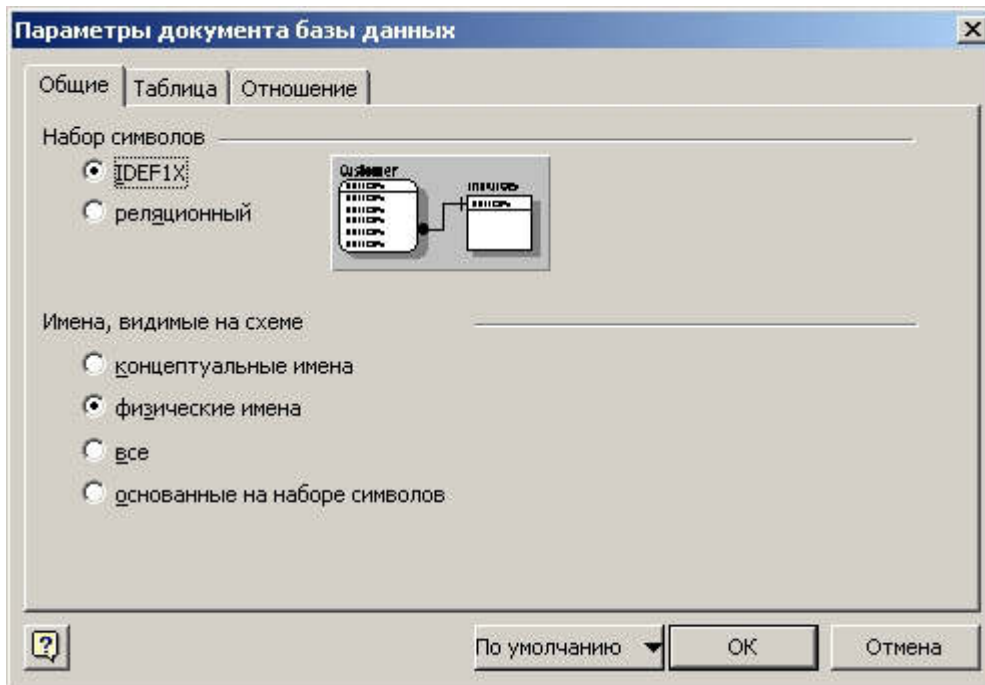 Параметры документа базы данных
Общие Таблица Отношение
Набор символов
IDEF1X
Customer
реляционный
Имена, видимые на схеме
концептуальные имена
физические имена
все
основанные на наборе символов
По умолчанию ОК Отмена